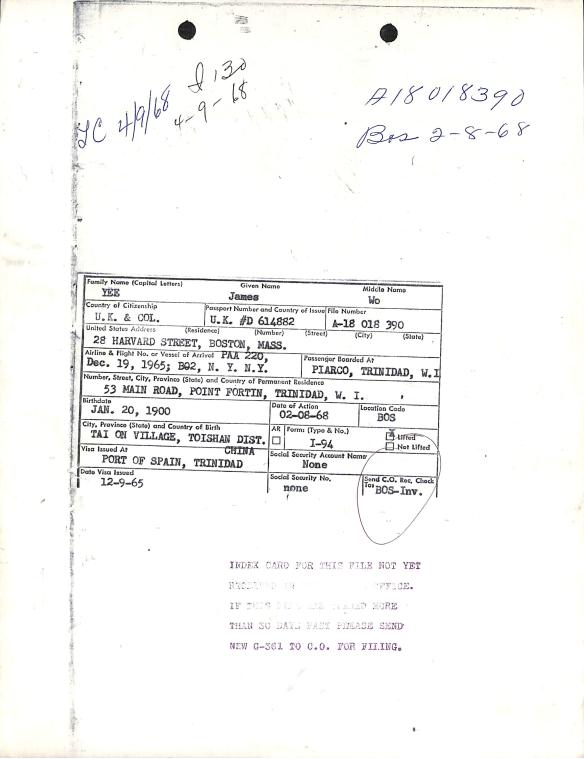 I 130
LC 4/9/68
4-9-68
A18 018390
Bos 2-8-68
Family Name (Capital Letters) Given Name Middle Name
YEE James Wo
Country of Citizenship Passport Number and Country of Issue File Number
U.K. & COL. U.K. #D 614882 A-18 018 390
United States Address (Residence) (Number) (Street) (City) (State)
28 HARVARD STREET, BOSTON, MASS.
Airline & Flight No. or Vessel of Arrival PAA 220, Passenger Boarded At
Dec. 19, 1965; B02, N. Y. N.Y. PIARCO, TRINIDAD, W.I
Number, Street, City, Province (State) and Country of Permanent Residence
53 MAIN ROAD, POINT FORTIN, TRINIDAD, W. I.
Birthdate Date of Action Location Code
JAN. 20, 1900 02-08-68 BOS
City, Province (State) and Country of Birth AR Form: (Type & No.) Lifted
TAI ON VILLAGE, TOISHAN DIST. I-94 Not Lifted
CHINA
Visa Issued At Social Security Account Name
PORT OF SPAIN, TRINIDAD None
Date Visa Issued Social Security No. Send C.O. Rec. Check
12-9-65 none To: BOS-Inv.
INDEX CARD FOR THIS FILE NOT YET
RECEIVED OFFICE.
IF THIS MORE
THAN 30 DAYS PAST PLEASE SEND
NEW G-361 TO C.O. FOR FILING.